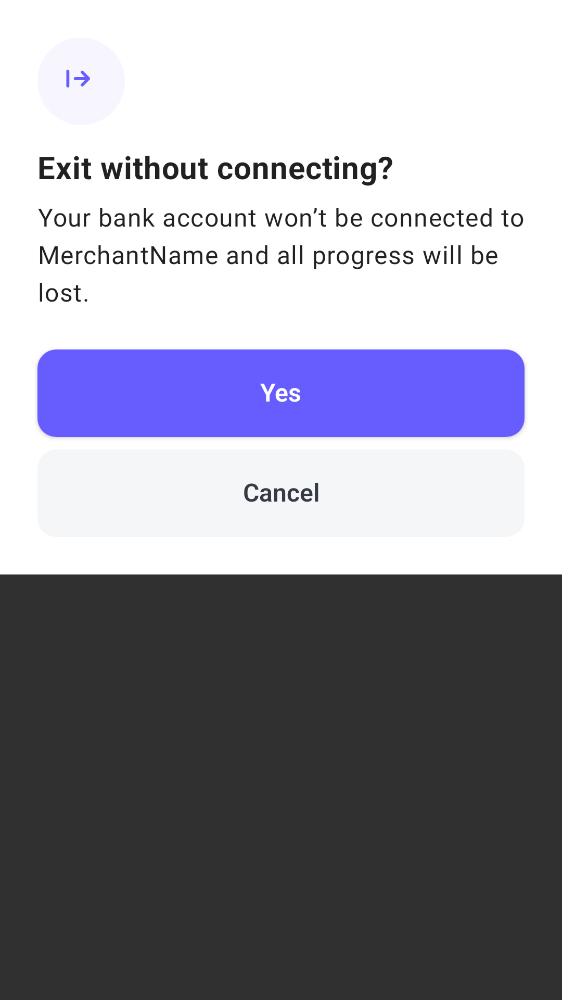 Exit without connecting?
Your bank account won’t be connected to
MerchantName and all progress will be
lost.
Yes
Cancel